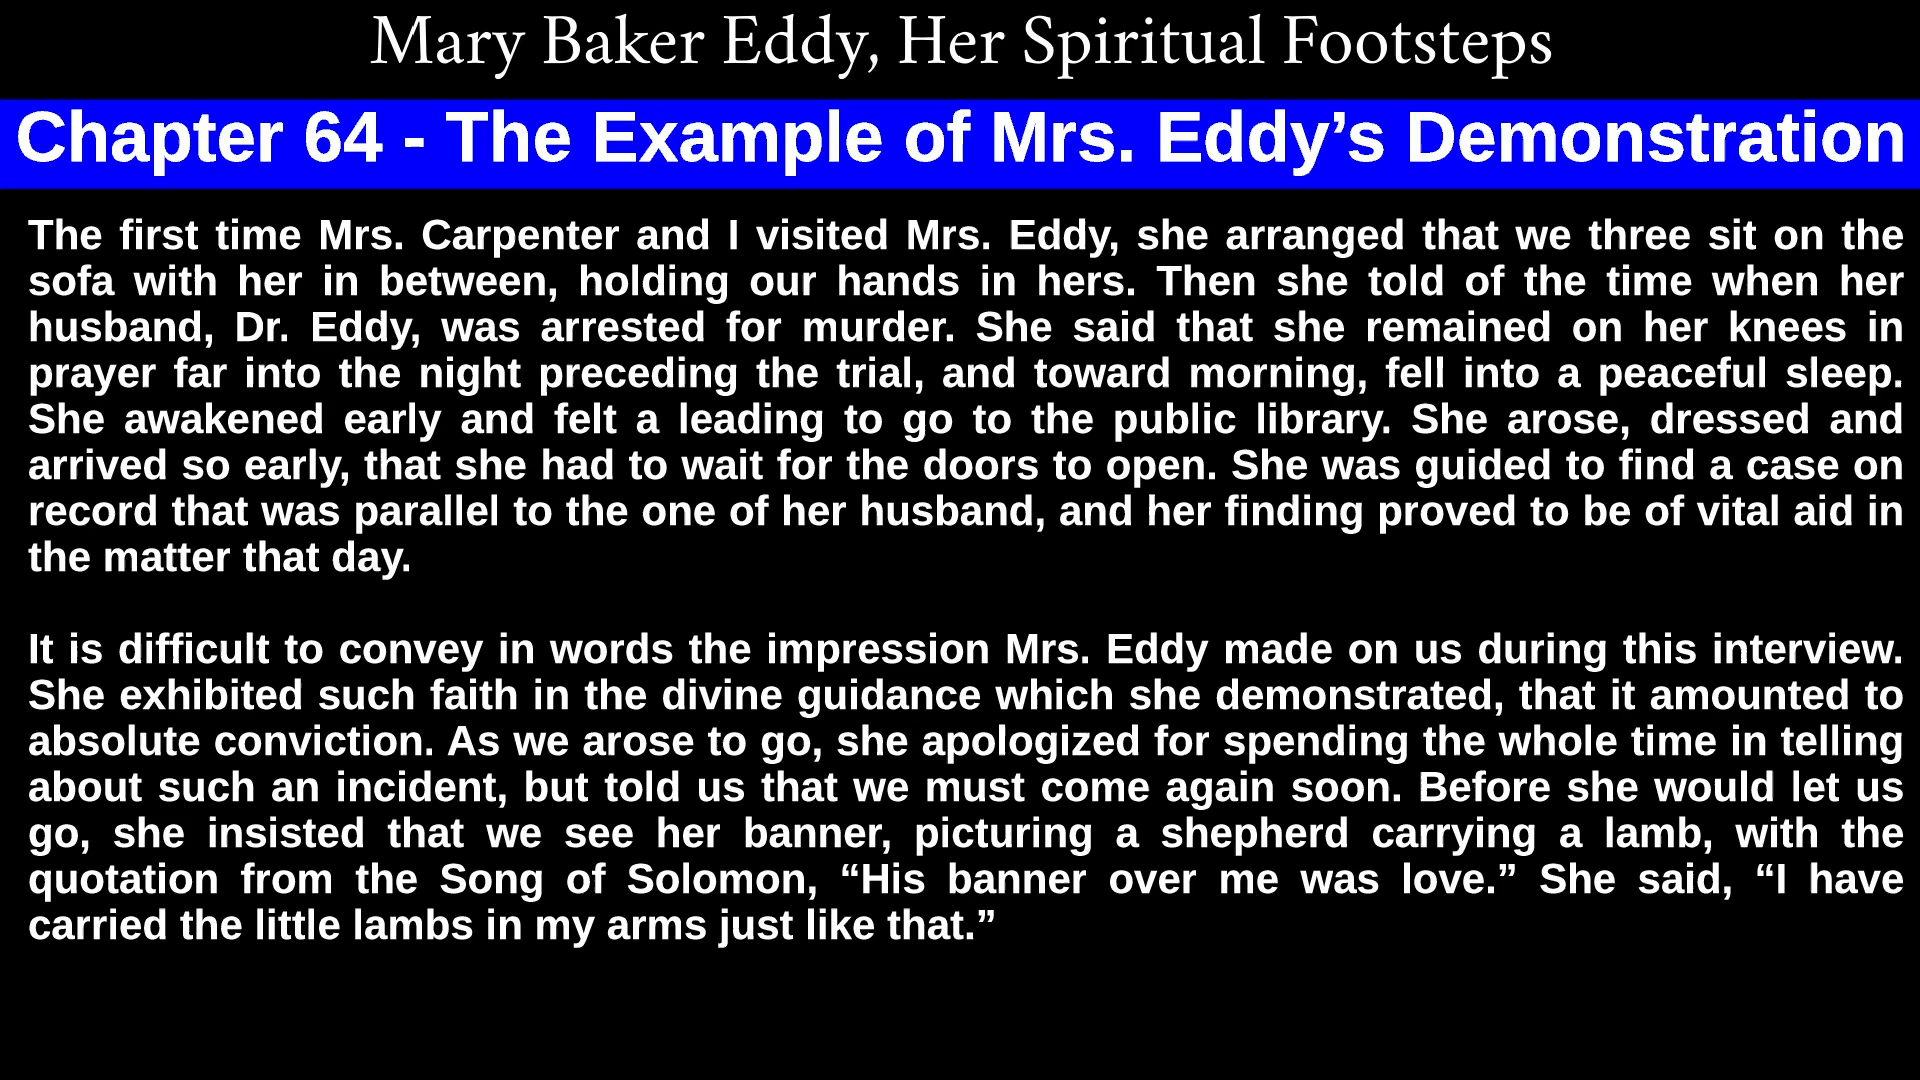 Mary Baker Eddy, Her Spiritual Footsteps
Chapter 64 - The Example of Mrs. Eddy’s Demonstration
The first time Mrs. Carpenter and I visited Mrs. Eddy, she arranged that we three sit on the
sofa with her in between, holding our hands in hers. Then she told of the time when her
husband, Dr. Eddy, was arrested for murder. She said that she remained on her knees in
prayer far into the night preceding the trial, and toward morning, fell into a peaceful sleep.
She awakened early and felt a leading to go to the public library. She arose, dressed and
arrived so early, that she had to wait for the doors to open. She was guided to find a case on
record that was parallel to the one of her husband, and her finding proved to be of vital aid in
the matter that day.
It is difficult to convey in words the impression Mrs. Eddy made on us during this interview.
She exhibited such faith in the divine guidance which she demonstrated, that it amounted to
absolute conviction. As we arose to go, she apologized for spending the whole time in telling
about such an incident, but told us that we must come again soon. Before she would let us
go, she insisted that we see her banner, picturing a shepherd carrying a lamb, with the
quotation from the Song of Solomon, “His banner over me was love.” She said, “I have
carried the little lambs in my arms just like that.”